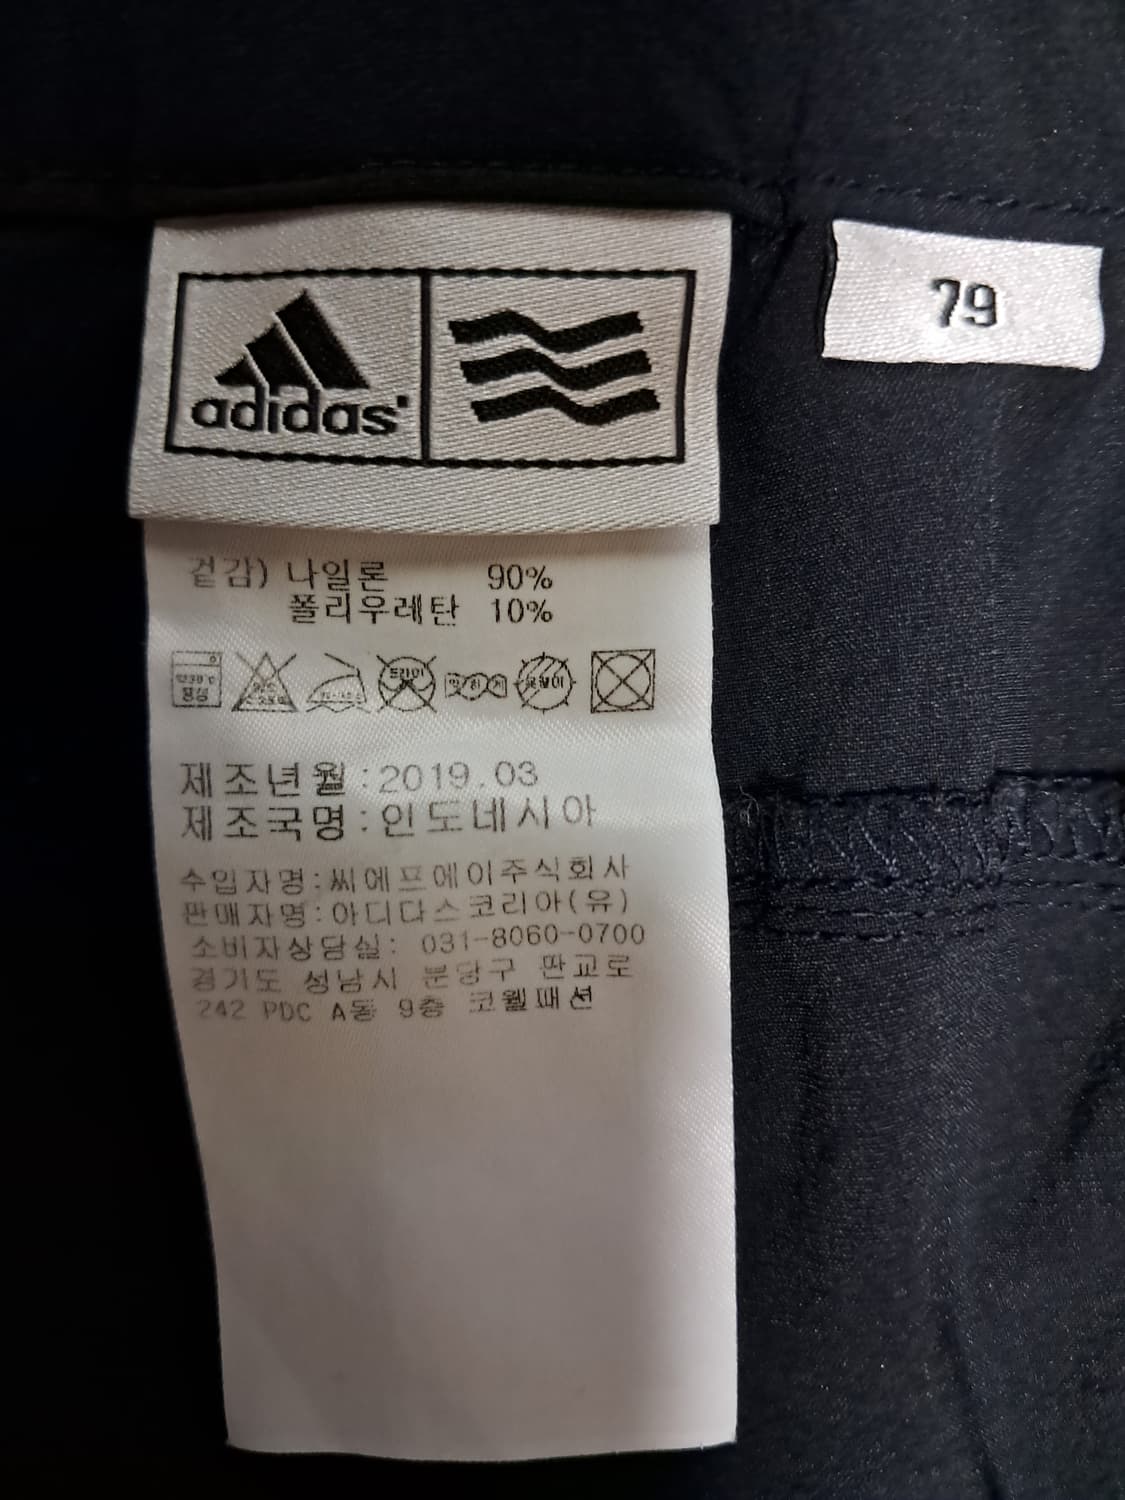 adidas
79
겉감) 나일론 90%
폴리우레탄 10%
제조년월 : 2019.03
제조국명 : 인도네시아
수입자명 : 씨에프에이주식회사
판매자명 : 아디다스코리아(유)
소비자상담실: 031-8060-0700
경기도 성남시 분당구 판교로
242 PDC A동 9층 코웰패션